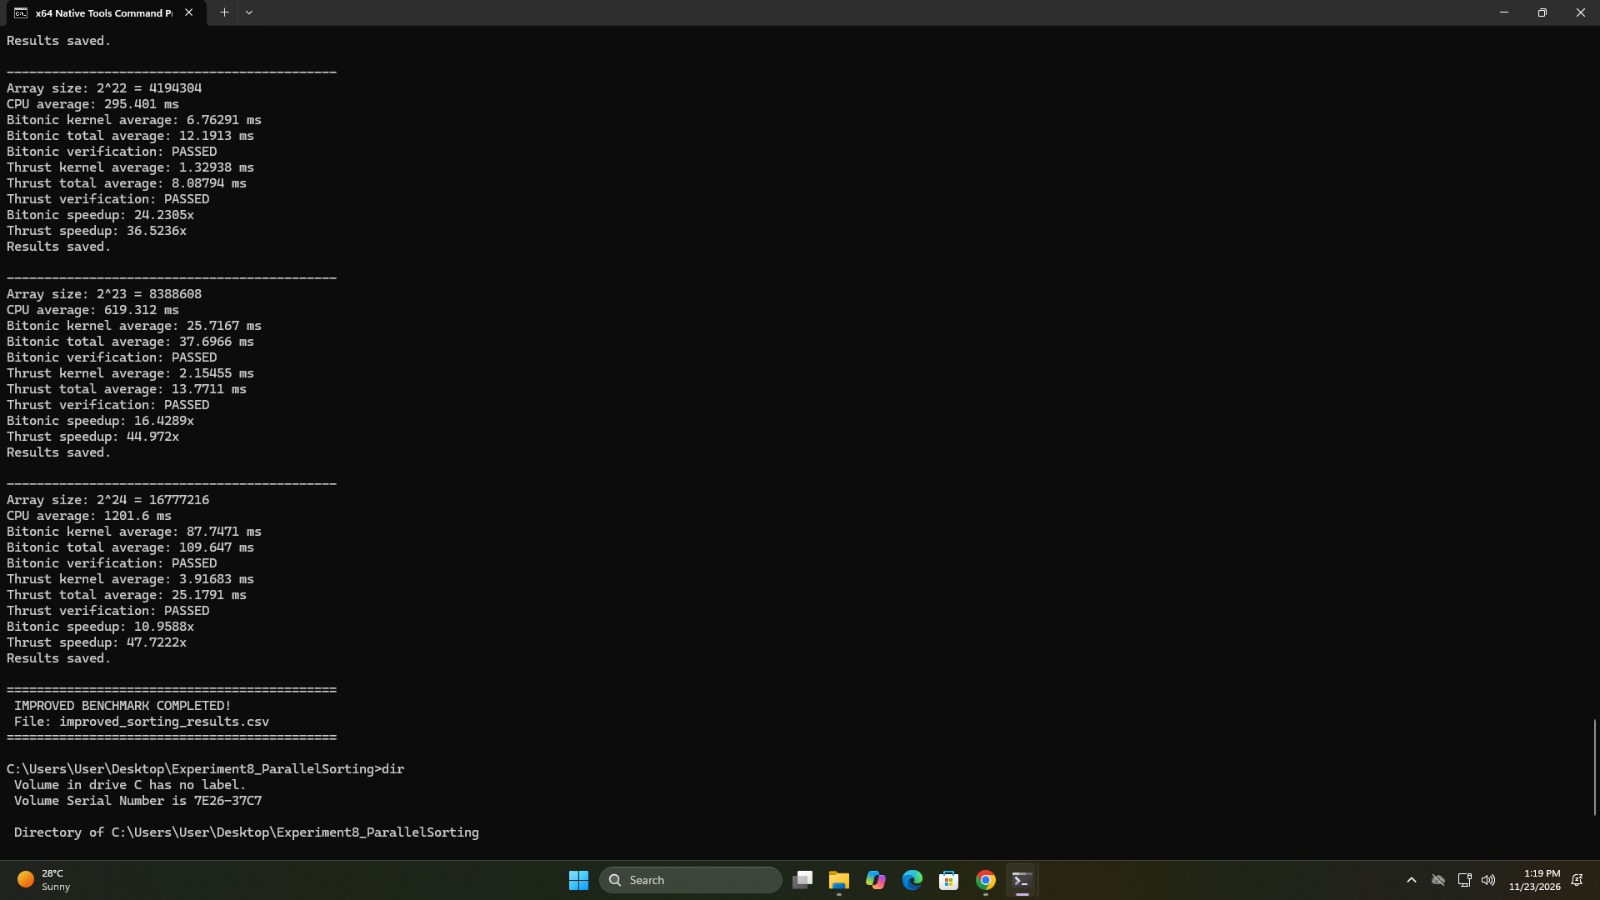 x64 Native Tools Command P
Results saved.
--------------------------------------------
Array size: 2^22 = 4194304
CPU average: 295.401 ms
Bitonic kernel average: 6.76291 ms
Bitonic total average: 12.1913 ms
Bitonic verification: PASSED
Thrust kernel average: 1.32938 ms
Thrust total average: 8.08794 ms
Thrust verification: PASSED
Bitonic speedup: 24.2305x
Thrust speedup: 36.5236x
Results saved.
--------------------------------------------
Array size: 2^23 = 8388608
CPU average: 619.312 ms
Bitonic kernel average: 25.7167 ms
Bitonic total average: 37.6966 ms
Bitonic verification: PASSED
Thrust kernel average: 2.15455 ms
Thrust total average: 13.7711 ms
Thrust verification: PASSED
Bitonic speedup: 16.4289x
Thrust speedup: 44.972x
Results saved.
--------------------------------------------
Array size: 2^24 = 16777216
CPU average: 1201.6 ms
Bitonic kernel average: 87.7471 ms
Bitonic total average: 109.647 ms
Bitonic verification: PASSED
Thrust kernel average: 3.91683 ms
Thrust total average: 25.1791 ms
Thrust verification: PASSED
Bitonic speedup: 10.9588x
Thrust speedup: 47.7222x
Results saved.
============================================
IMPROVED BENCHMARK COMPLETED!
File: improved_sorting_results.csv
============================================
C:\Users\User\Desktop\Experiment8_ParallelSorting>dir
Volume in drive C has no label.
Volume Serial Number is 7E26-37C7
Directory of C:\Users\User\Desktop\Experiment8_ParallelSorting
28°C
Sunny
Search
1:19 PM
11/23/2026